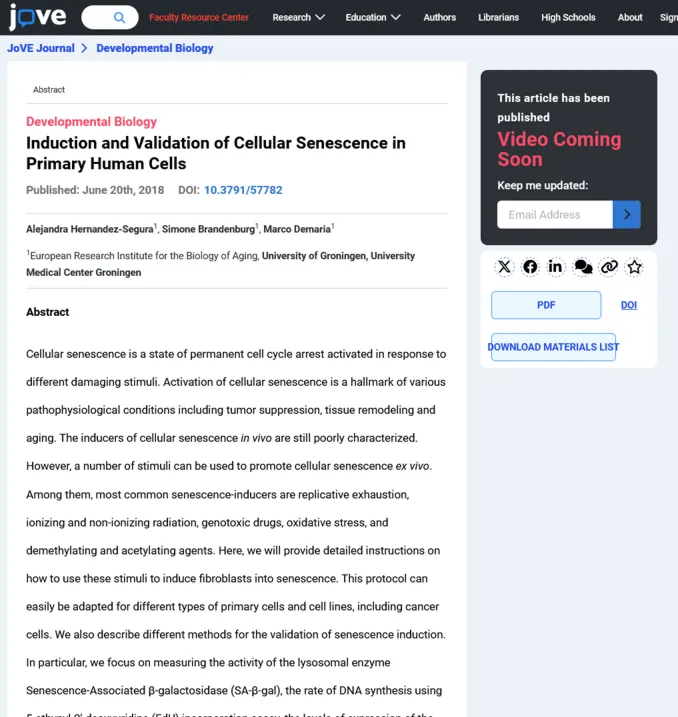 jove
Faculty Resource Center
Research
Education
Authors
Librarians
High Schools
About
Sign
JoVE Journal > Developmental Biology
Abstract
Developmental Biology
Induction and Validation of Cellular Senescence in
Primary Human Cells
Published: June 20th, 2018 DOI: 10.3791/57782
Alejandra Hernandez-Segura1, Simone Brandenburg1, Marco Demaria1
1European Research Institute for the Biology of Aging, University of Groningen, University
Medical Center Groningen
Abstract
Cellular senescence is a state of permanent cell cycle arrest activated in response to
different damaging stimuli. Activation of cellular senescence is a hallmark of various
pathophysiological conditions including tumor suppression, tissue remodeling and
aging. The inducers of cellular senescence in vivo are still poorly characterized.
However, a number of stimuli can be used to promote cellular senescence ex vivo.
Among them, most common senescence-inducers are replicative exhaustion,
ionizing and non-ionizing radiation, genotoxic drugs, oxidative stress, and
demethylating and acetylating agents. Here, we will provide detailed instructions on
how to use these stimuli to induce fibroblasts into senescence. This protocol can
easily be adapted for different types of primary cells and cell lines, including cancer
cells. We also describe different methods for the validation of senescence induction.
In particular, we focus on measuring the activity of the lysosomal enzyme
Senescence-Associated β-galactosidase (SA-β-gal), the rate of DNA synthesis using
This article has been
published
Video Coming
Soon
Keep me updated:
Email Address
PDF
DOI
DOWNLOAD MATERIALS LIST